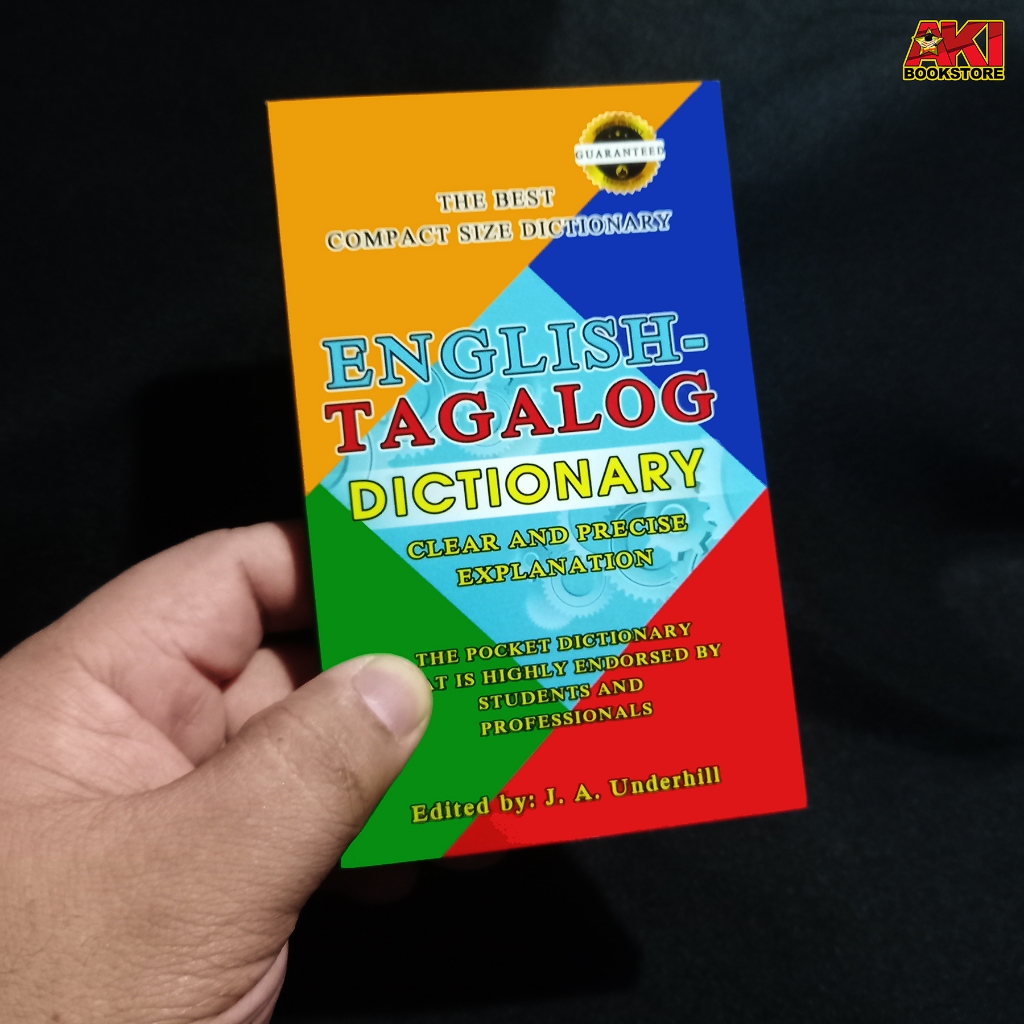 AKI
BOOKSTORE
GUARANTEED
THE BEST
COMPACT SIZE DICTIONARY
ENGLISH-
TAGALOG
DICTIONARY
CLEAR AND PRECISE
EXPLANATION
THE POCKET DICTIONARY
IS HIGHLY ENDORSED BY
STUDENTS AND
PROFESSIONALS
Edited by: J. A. Underhill